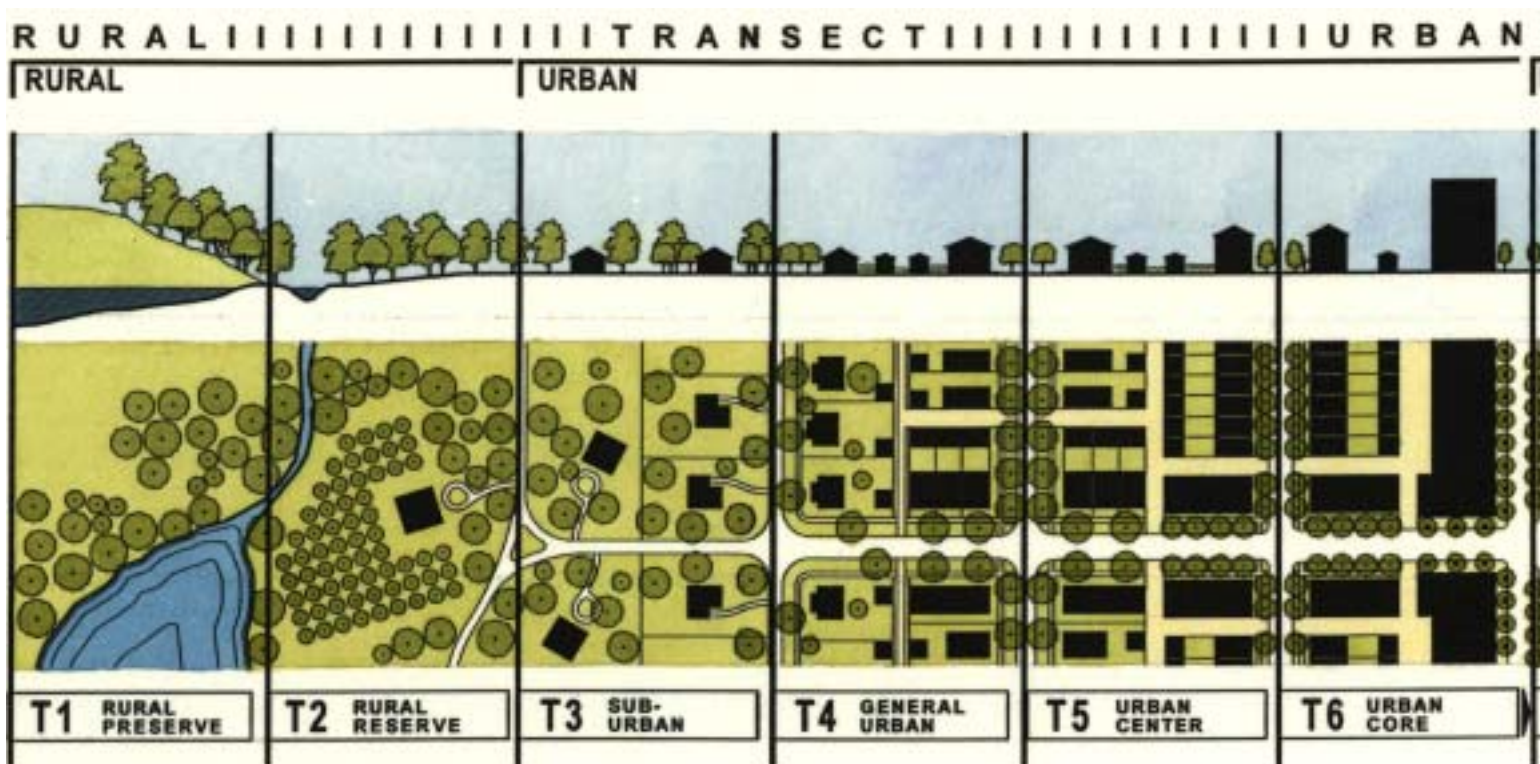 R U R A L I I I I I I I I I I I I I T R A N S E C T I I I I I I I I I I I I I U R B A N
RURAL
URBAN
T1 RURAL
PRESERVE
T2 RURAL
RESERVE
T3 SUB-
URBAN
T4 GENERAL
URBAN
T5 URBAN
CENTER
T6 URBAN
CORE